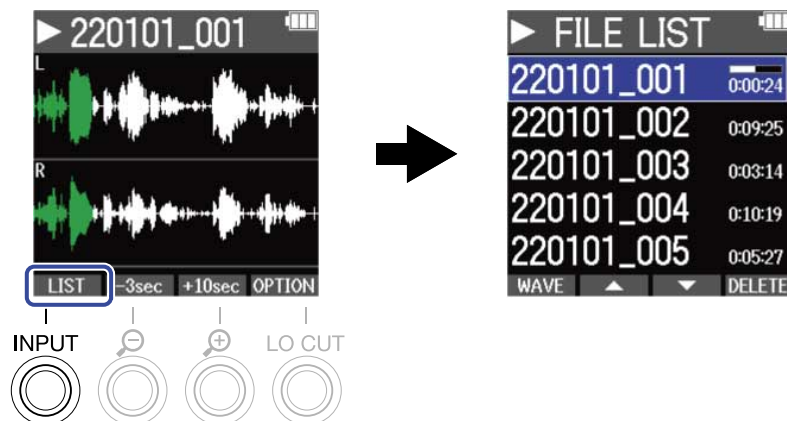 220101_001
L
R
LIST -3sec +10sec OPTION
INPUT LO CUT
FILE LIST
220101_001 0:00:24
220101_002 0:09:25
220101_003 0:03:14
220101_004 0:10:19
220101_005 0:05:27
WAVE DELETE